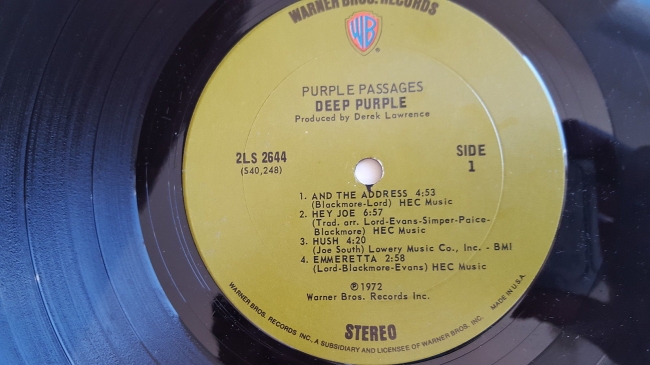 WARNER BROS. RECORDS
WB
PURPLE PASSAGES
DEEP PURPLE
Produced by Derek Lawrence
2LS 2644
(S40,248)
SIDE
1
1. AND THE ADDRESS 4:53
(Blackmore-Lord) HEC Music
2. HEY JOE 6:57
(Trad. arr. Lord-Evans-Simper-Paice-
Blackmore) HEC Music
3. HUSH 4:20
(Joe South) Lowery Music Co., Inc. - BMI
4. EMMERETTA 2:58
(Lord-Blackmore-Evans) HEC Music
℗ 1972
Warner Bros. Records Inc.
STEREO
WARNER BROS. RECORDS INC., A SUBSIDIARY AND LICENSEE OF WARNER BROS. INC. MADE IN U.S.A.